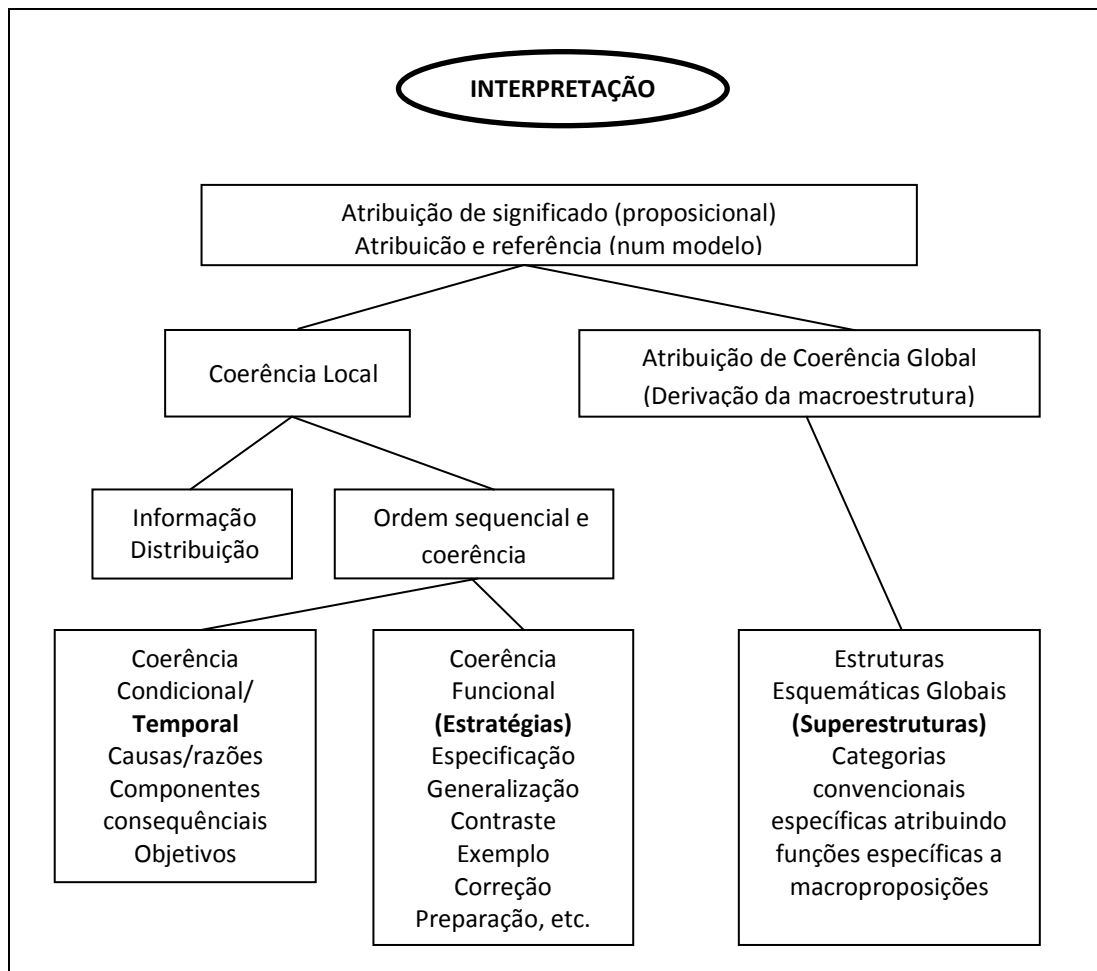 INTERPRETAÇÃO
Atribuição de significado (proposicional)
Atribuição e referência (num modelo)
Coerência Local
Atribuição de Coerência Global
(Derivação da macroestrutura)
Informação
Distribuição
Ordem sequencial e
coerência
Coerência
Condicional/
Temporal
Causas/razões
Componentes
consequênciais
Objetivos
Coerência
Funcional
(Estratégias)
Especificação
Generalização
Contraste
Exemplo
Correção
Preparação, etc.
Estruturas
Esquemáticas Globais
(Superestruturas)
Categorias
convencionais
específicas atribuindo
funções específicas a
macroproposições